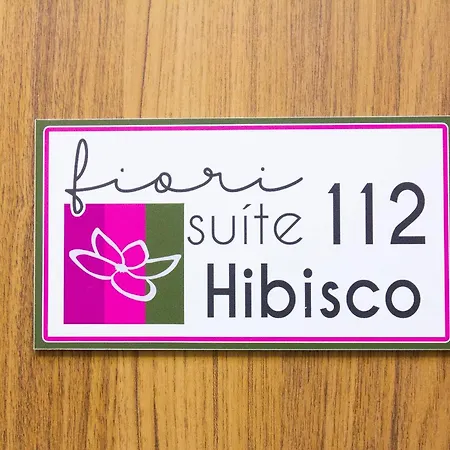 fiori
suíte 112
Hibisco